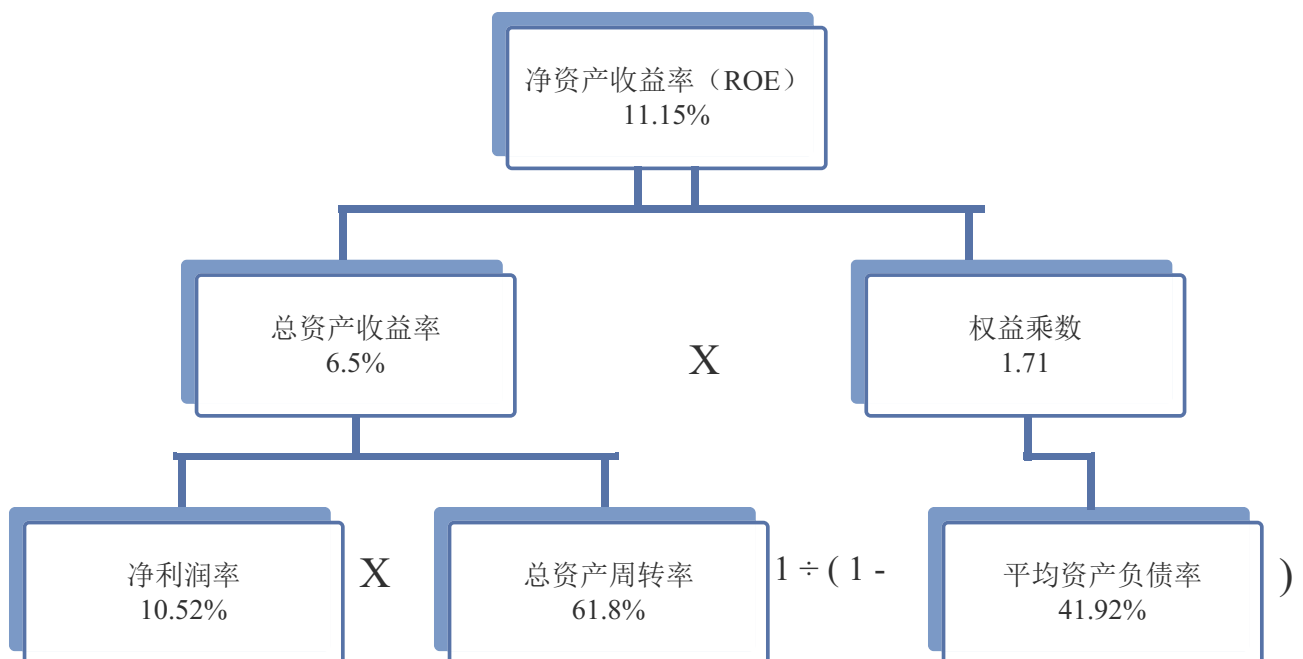 净资产收益率（ROE）
11.15%
总资产收益率
6.5%
X
权益乘数
1.71
净利润率
10.52%
X
总资产周转率
61.8%
1 ÷ ( 1 -
平均资产负债率
41.92%
)